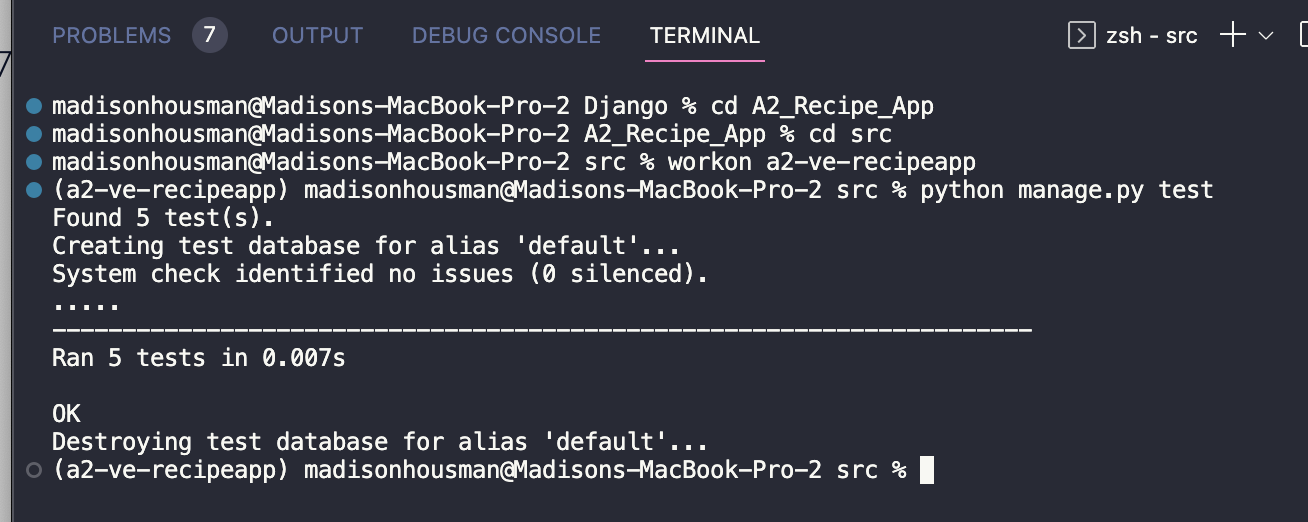 PROBLEMS 7 OUTPUT DEBUG CONSOLE TERMINAL zsh - src
madisonhousman@Madisons-MacBook-Pro-2 Django % cd A2_Recipe_App
madisonhousman@Madisons-MacBook-Pro-2 A2_Recipe_App % cd src
madisonhousman@Madisons-MacBook-Pro-2 src % workon a2-ve-recipeapp
(a2-ve-recipeapp) madisonhousman@Madisons-MacBook-Pro-2 src % python manage.py test
Found 5 test(s).
Creating test database for alias 'default'...
System check identified no issues (0 silenced).
.....
----------------------------------------------------------------------
Ran 5 tests in 0.007s
OK
Destroying test database for alias 'default'...
(a2-ve-recipeapp) madisonhousman@Madisons-MacBook-Pro-2 src %